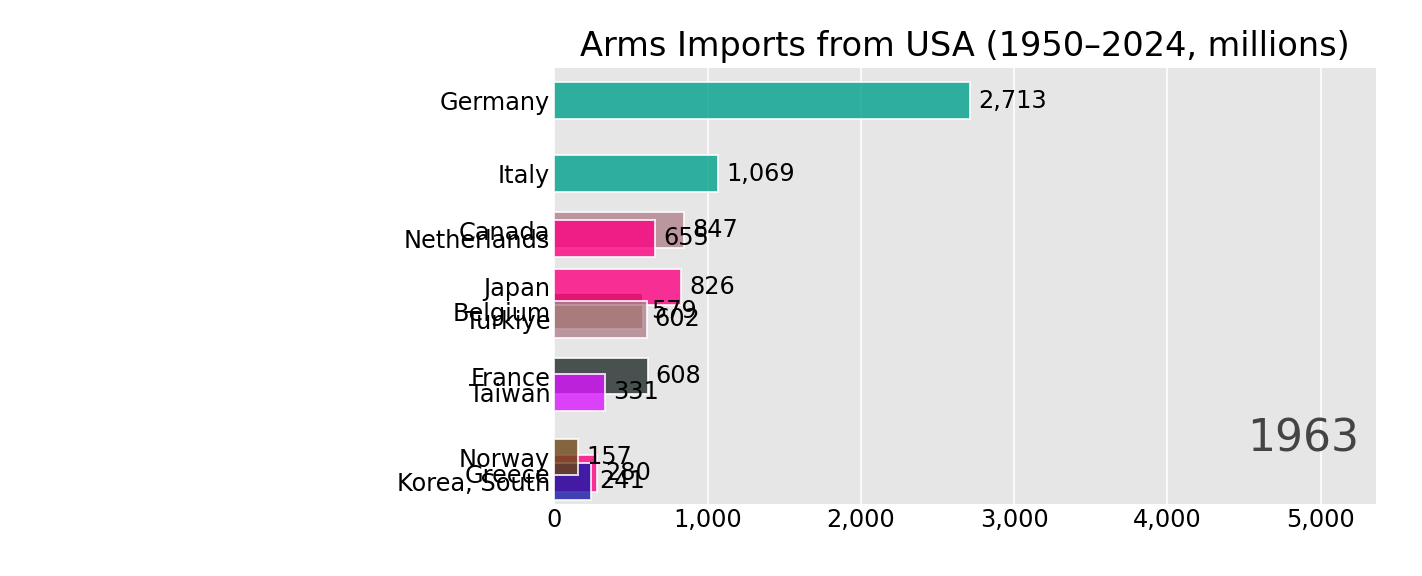 Arms Imports from USA (1950–2024, millions)
Germany 2,713
Italy 1,069
Canada 847
Netherlands 655
Japan 826
Belgium 579
Türkiye 602
France 608
Taiwan 331
1963
Norway 157
Greece 280
Korea, South 241
0 1,000 2,000 3,000 4,000 5,000